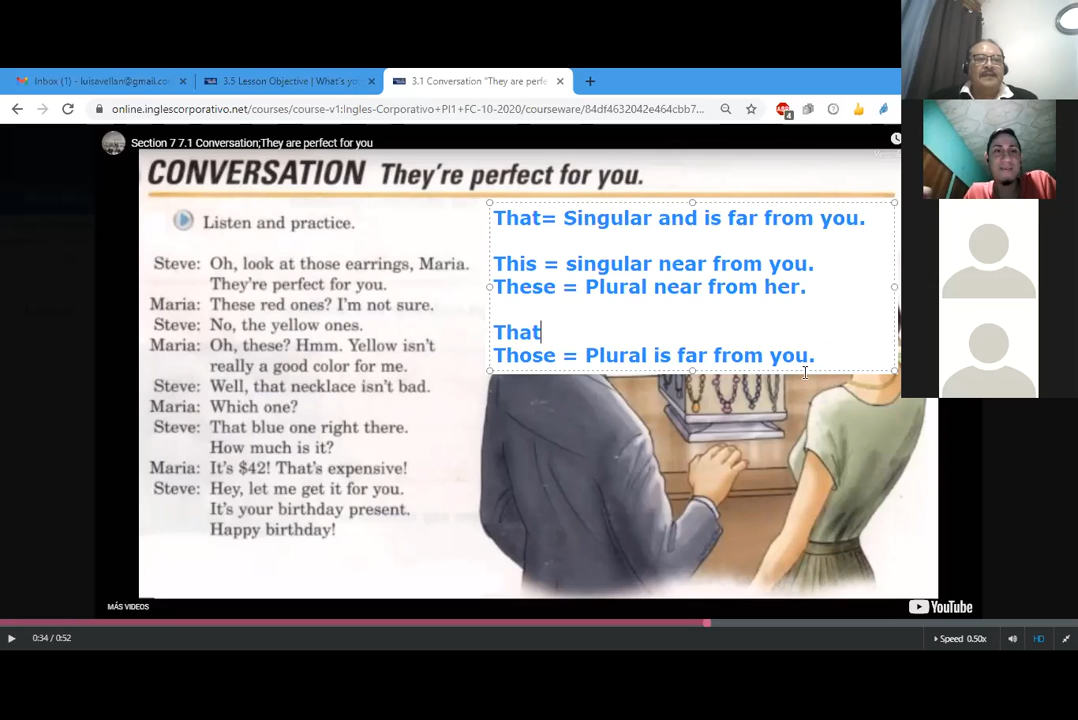 Inbox (1) - luisavellan@gmail.co
3.5 Lesson Objective | What's yo
3.1 Conversation "They are perfe
online.inglescorporativo.net/courses/course-v1:Ingles-Corporativo+PI1+FC-10-2020/courseware/84df4632042e464cbb7...
4
Section 7 7.1 Conversation;They are perfect for you
CONVERSATION They're perfect for you.
Listen and practice.
Steve: Oh, look at those earrings, Maria.
They're perfect for you.
Maria: These red ones? I'm not sure.
Steve: No, the yellow ones.
Maria: Oh, these? Hmm. Yellow isn't
really a good color for me.
Steve: Well, that necklace isn't bad.
Maria: Which one?
Steve: That blue one right there.
How much is it?
Maria: It's $42! That's expensive!
Steve: Hey, let me get it for you.
It's your birthday present.
Happy birthday!
That= Singular and is far from you.
This = singular near from you.
These = Plural near from her.
That
Those = Plural is far from you.
MÁS VIDEOS
YouTube
0:34 / 0:52
Speed 0.50x
HD